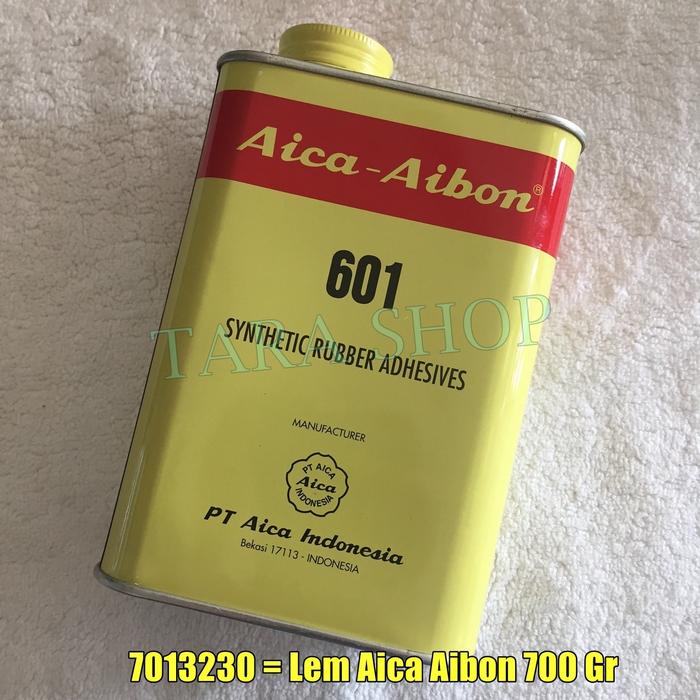 Aica-Aibon®
601
SYNTHETIC RUBBER ADHESIVES
TARA SHOP
MANUFACTURER
PT AICA
Aica
INDONESIA
PT Aica Indonesia
Bekasi 17113 - INDONESIA
7013230 = Lem Aica Aibon 700 Gr